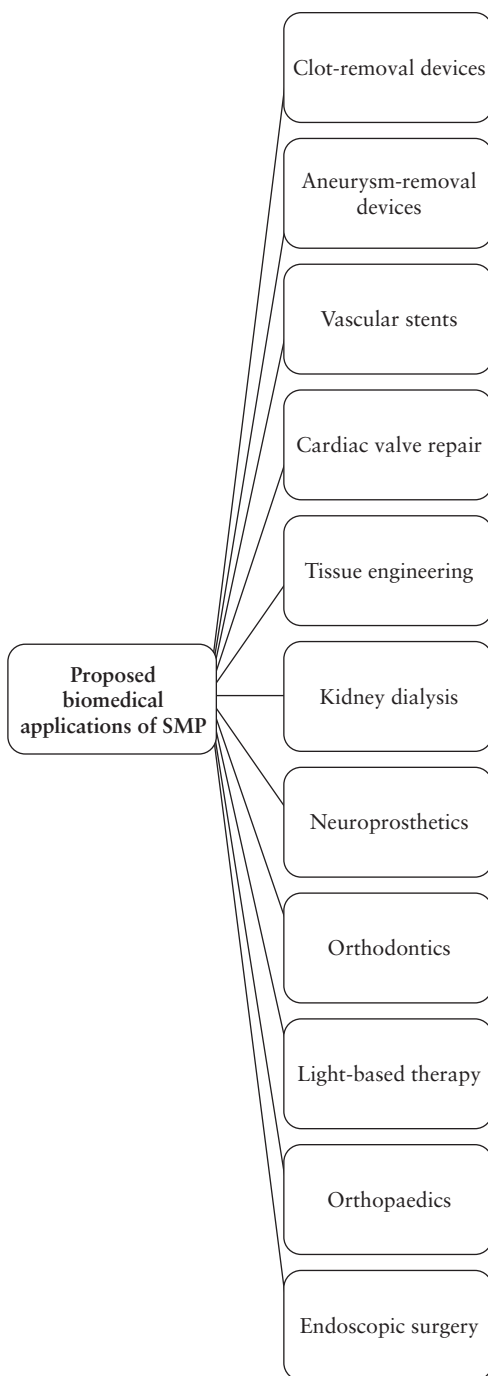 Clot-removal devices
Aneurysm-removal
devices
Vascular stents
Cardiac valve repair
Tissue engineering
Proposed
biomedical
applications of SMP
Kidney dialysis
Neuroprosthetics
Orthodontics
Light-based therapy
Orthopaedics
Endoscopic surgery